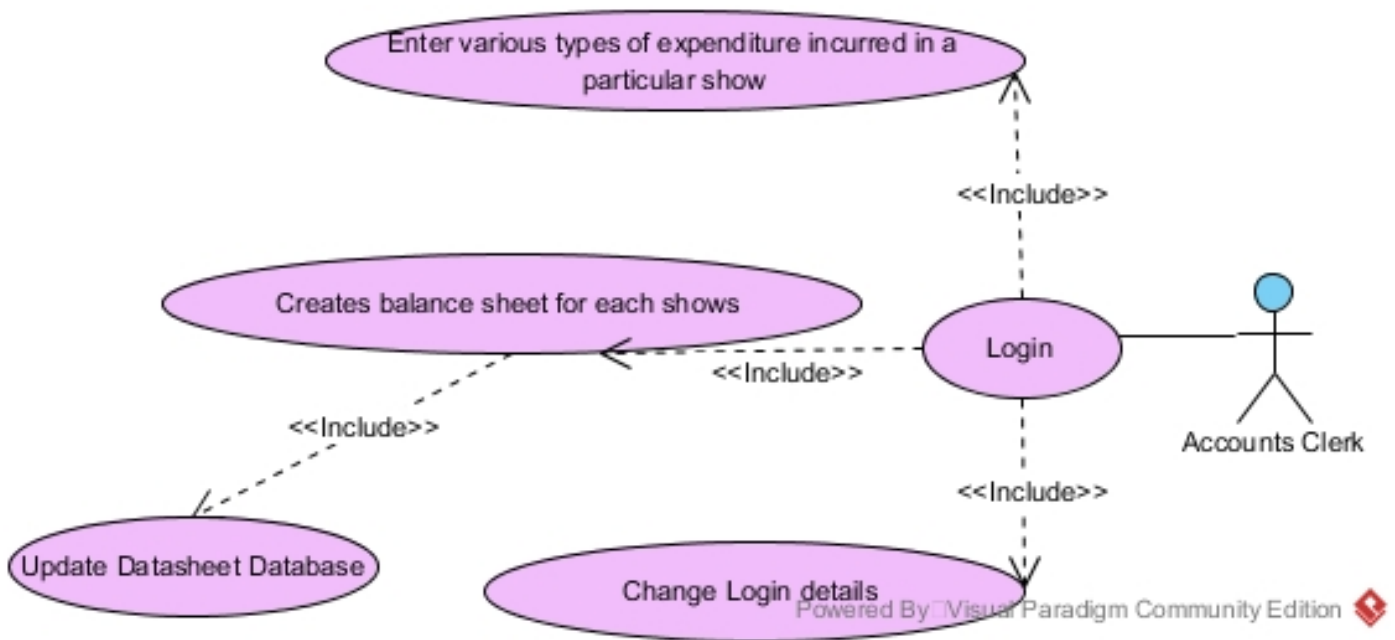 Enter various types of expenditure incurred in a
particular show
<<Include>>
Creates balance sheet for each shows
Login
<<Include>>
<<Include>>
Accounts Clerk
<<Include>>
Update Datasheet Database
Change Login details
Powered By Visual Paradigm Community Edition